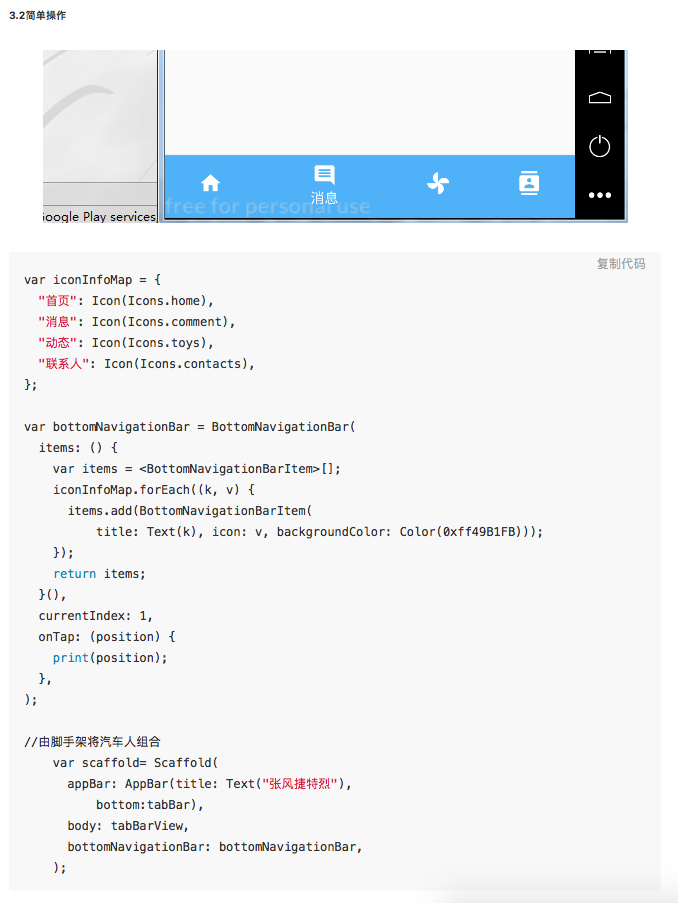 3.2简单操作
消息
free for personal use
Google Play services
复制代码
var iconInfoMap = {
  "首页": Icon(Icons.home),
  "消息": Icon(Icons.comment),
  "动态": Icon(Icons.toys),
  "联系人": Icon(Icons.contacts),
};
var bottomNavigationBar = BottomNavigationBar(
  items: () {
    var items = <BottomNavigationBarItem>[];
    iconInfoMap.forEach((k, v) {
      items.add(BottomNavigationBarItem(
          title: Text(k), icon: v, backgroundColor: Color(0xff49B1FB)));
    });
    return items;
  }(),
  currentIndex: 1,
  onTap: (position) {
    print(position);
  },
);
//由脚手架将汽车人组合
    var scaffold= Scaffold(
      appBar: AppBar(title: Text("张风捷特烈"),
          bottom:tabBar),
      body: tabBarView,
      bottomNavigationBar: bottomNavigationBar,
    );